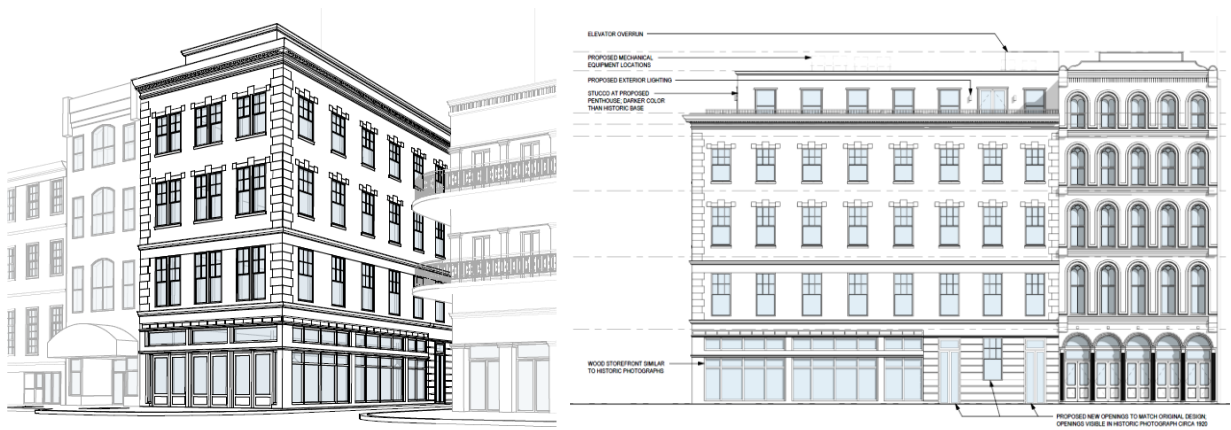 ELEVATOR OVERRUN
PROPOSED MECHANICAL
EQUIPMENT LOCATIONS
PROPOSED EXTERIOR LIGHTING
STUCCO AT PROPOSED
PENTHOUSE, DARKER COLOR
THAN HISTORIC BASE
WOOD STOREFRONT SIMILAR
TO HISTORIC PHOTOGRAPHS
PROPOSED NEW OPENINGS TO MATCH ORIGINAL DESIGN;
OPENINGS VISIBLE IN HISTORIC PHOTOGRAPH CIRCA 1920